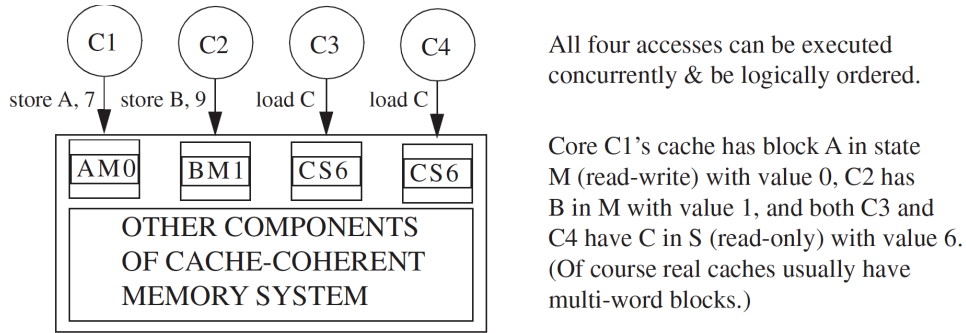 C1 C2 C3 C4
store A, 7 store B, 9 load C load C
AM0 BM1 CS6 CS6
OTHER COMPONENTS
OF CACHE-COHERENT
MEMORY SYSTEM
All four accesses can be executed
concurrently & be logically ordered.
Core C1’s cache has block A in state
M (read-write) with value 0, C2 has
B in M with value 1, and both C3 and
C4 have C in S (read-only) with value 6.
(Of course real caches usually have
multi-word blocks.)